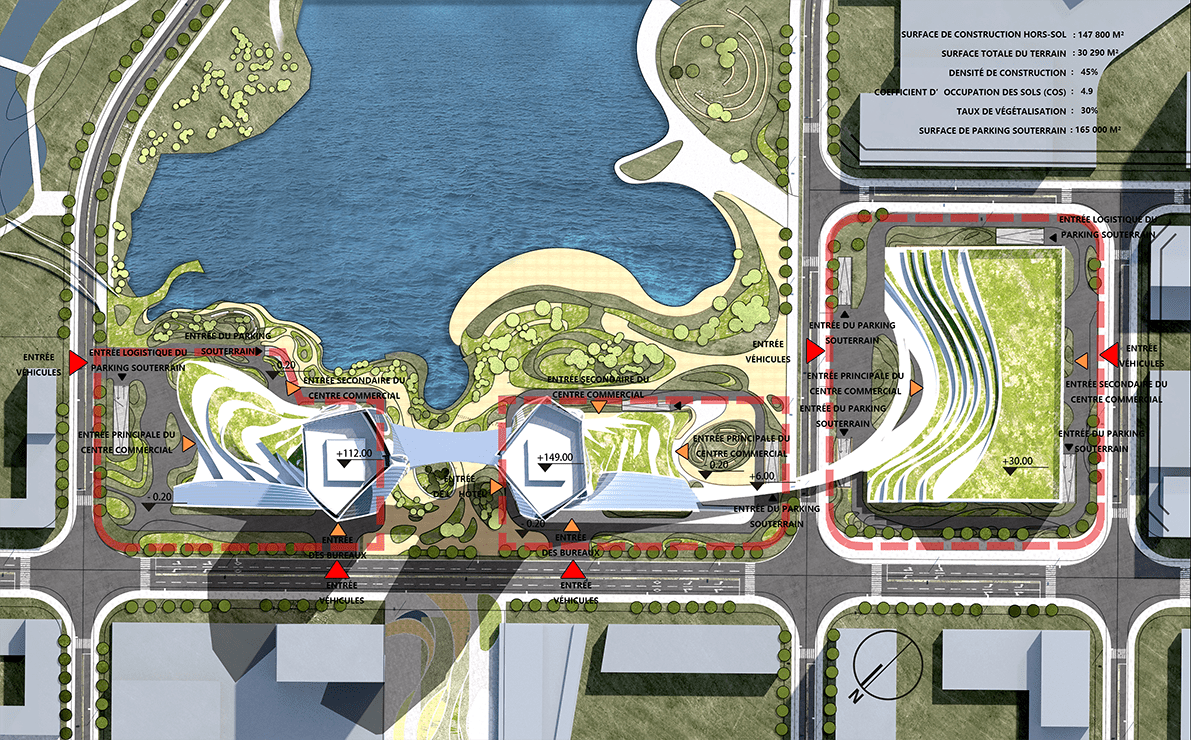 SURFACE DE CONSTRUCTION HORS-SOL : 147 800 M²
SURFACE TOTALE DU TERRAIN : 30 290 M²
DENSITÉ DE CONSTRUCTION : 45%
COEFFICIENT D' OCCUPATION DES SOLS (COS) : 4.9
TAUX DE VÉGÉTALISATION : 30%
SURFACE DE PARKING SOUTERRAIN : 165 000 M²
ENTRÉE LOGISTIQUE DU
PARKING SOUTERRAIN
ENTRÉE DU PARKING
SOUTERRAIN
ENTRÉE
VÉHICULES
ENTRÉE LOGISTIQUE DU
PARKING SOUTERRAIN
- 0.20
ENTRÉE SECONDAIRE DU
CENTRE COMMERCIAL
ENTRÉE SECONDAIRE DU
CENTRE COMMERCIAL
ENTRÉE
VÉHICULES
ENTRÉE DU PARKING
SOUTERRAIN
ENTRÉE
VÉHICULES
ENTRÉE PRINCIPALE DU
CENTRE COMMERCIAL
ENTRÉE SECONDAIRE DU
CENTRE COMMERCIAL
ENTRÉE DU PARKING
SOUTERRAIN
ENTRÉE PRINCIPALE DU
CENTRE COMMERCIAL
ENTRÉE PRINCIPALE DU
CENTRE COMMERCIAL
ENTRÉE DU PARKING
SOUTERRAIN
+112.00
+149.00
- 0.20
+6.00
+30.00
ENTRÉE
DE L' HÔTEL
- 0.20
ENTRÉE DU PARKING
SOUTERRAIN
- 0.20
ENTRÉE
DES BUREAUX
ENTRÉE
DES BUREAUX
ENTRÉE
VÉHICULES
ENTRÉE
VÉHICULES
N